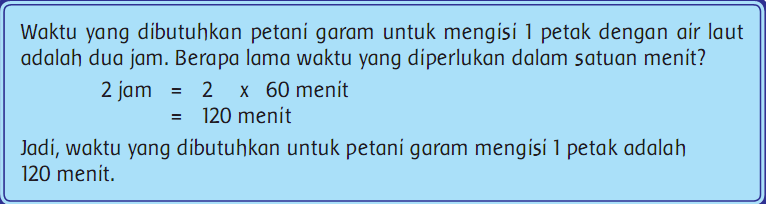 Waktu yang dibutuhkan petani garam untuk mengisi 1 petak dengan air laut
adalah dua jam. Berapa lama waktu yang diperlukan dalam satuan menit?
2 jam = 2 x 60 menit
= 120 menit
Jadi, waktu yang dibutuhkan untuk petani garam mengisi 1 petak adalah
120 menit.